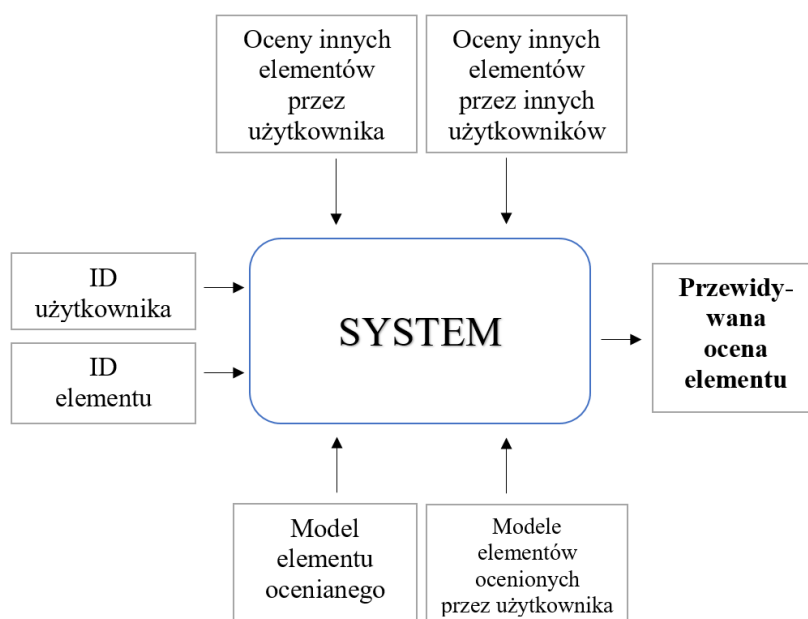 Oceny innych
elementów
przez
użytkownika
Oceny innych
elementów
przez innych
użytkowników
ID
użytkownika
ID
elementu
SYSTEM
Przewidy-
wana
ocena
elementu
Model
elementu
ocenianego
Modele
elementów
ocenionych
przez użytkownika